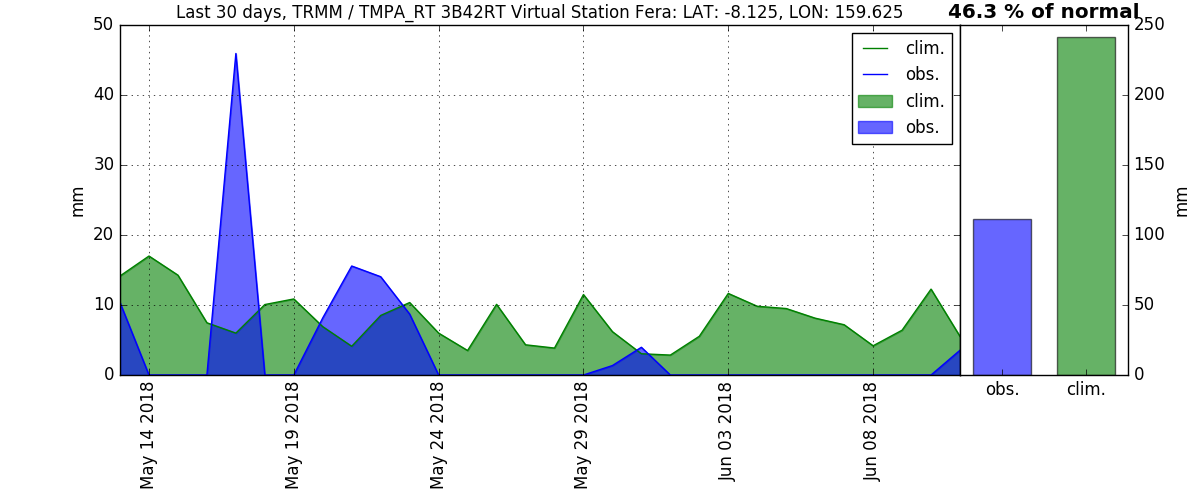 Last 30 days, TRMM / TMPA_RT 3B42RT Virtual Station Fera: LAT: -8.125, LON: 159.625
46.3 % of normal
50
40
30
20
10
0
mm
clim.
obs.
clim.
obs.
May 14 2018
May 19 2018
May 24 2018
May 29 2018
Jun 03 2018
Jun 08 2018
250
200
150
100
50
0
mm
obs.
clim.